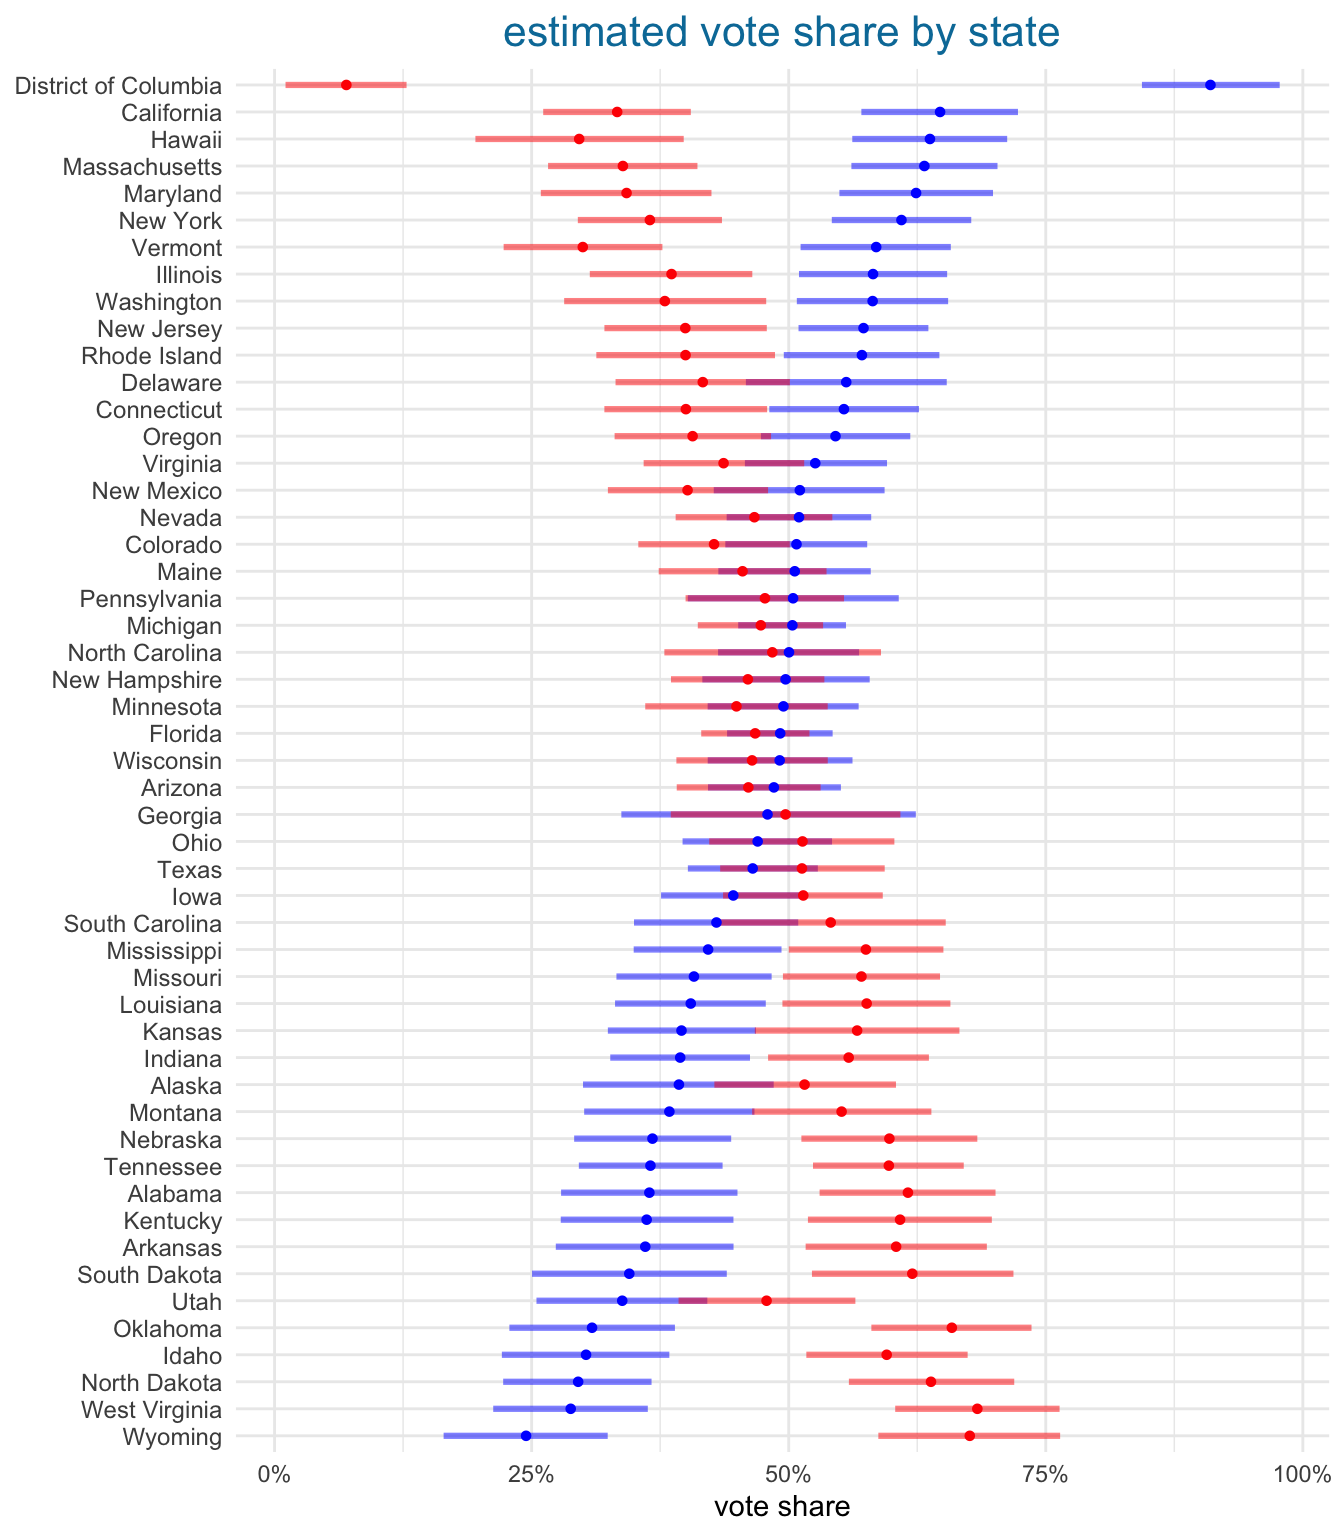 estimated vote share by state
District of Columbia
California
Hawaii
Massachusetts
Maryland
New York
Vermont
Illinois
Washington
New Jersey
Rhode Island
Delaware
Connecticut
Oregon
Virginia
New Mexico
Nevada
Colorado
Maine
Pennsylvania
Michigan
North Carolina
New Hampshire
Minnesota
Florida
Wisconsin
Arizona
Georgia
Ohio
Texas
Iowa
South Carolina
Mississippi
Missouri
Louisiana
Kansas
Indiana
Alaska
Montana
Nebraska
Tennessee
Alabama
Kentucky
Arkansas
South Dakota
Utah
Oklahoma
Idaho
North Dakota
West Virginia
Wyoming
0% 25% 50% 75% 100%
vote share